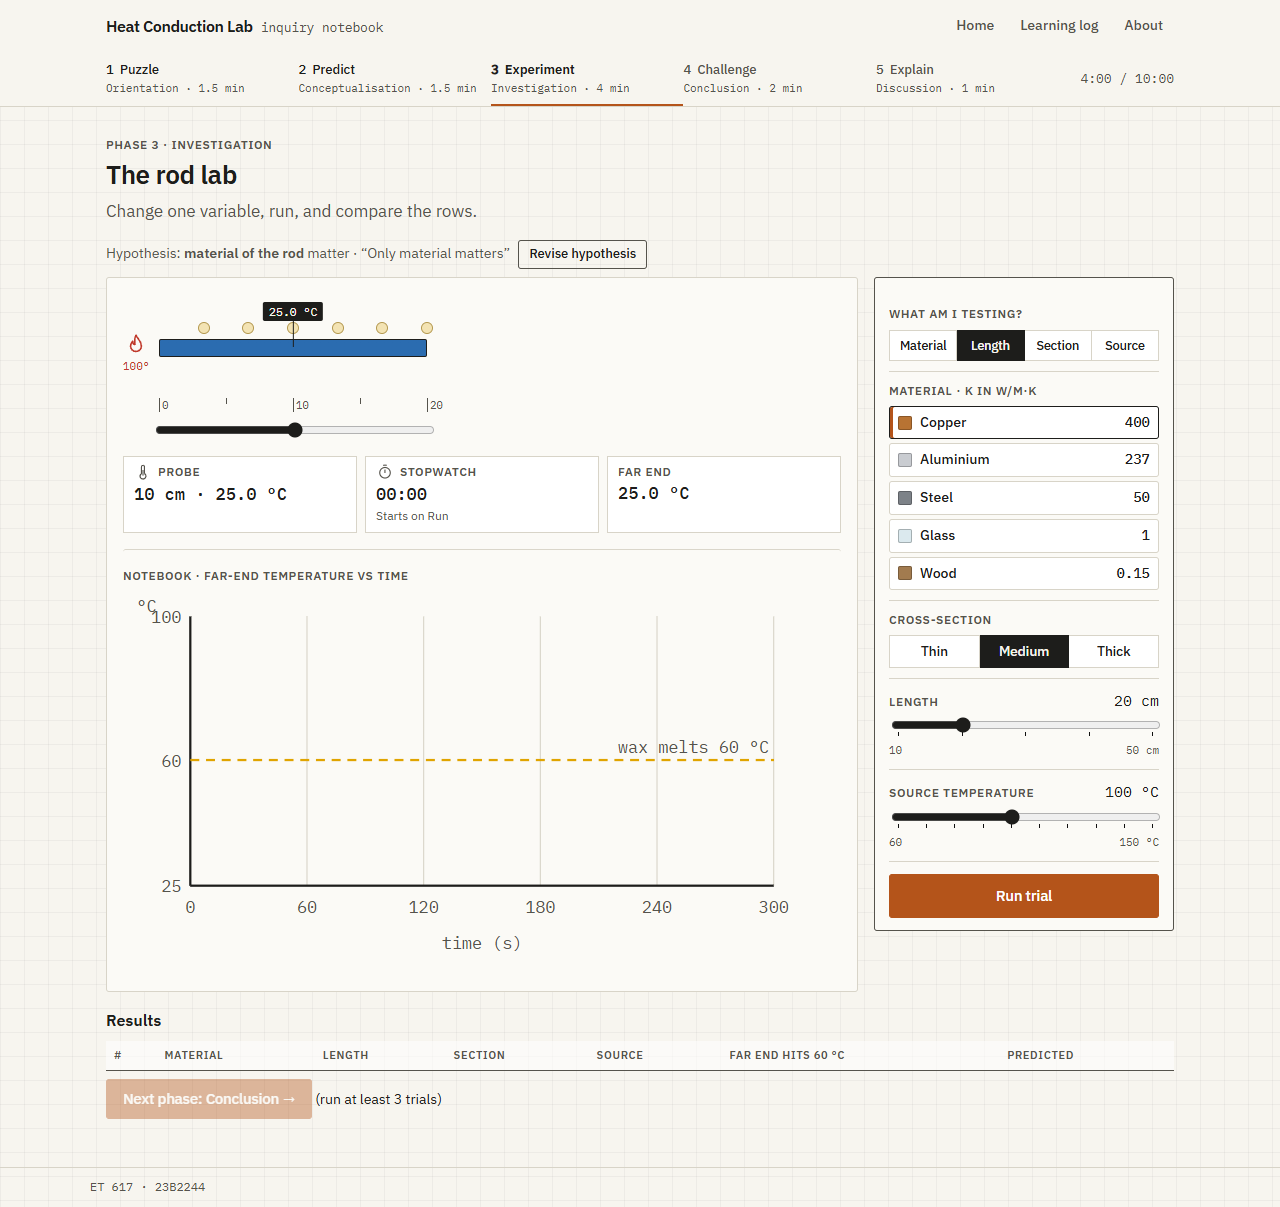 Heat Conduction Lab inquiry notebook
Home Learning log About
1 Puzzle
Orientation · 1.5 min
2 Predict
Conceptualisation · 1.5 min
3 Experiment
Investigation · 4 min
4 Challenge
Conclusion · 2 min
5 Explain
Discussion · 1 min
4:00 / 10:00
PHASE 3 · INVESTIGATION
The rod lab
Change one variable, run, and compare the rows.
Hypothesis: material of the rod matter · “Only material matters” Revise hypothesis
25.0 °C
100°
0 10 20
PROBE
10 cm · 25.0 °C
STOPWATCH
00:00
Starts on Run
FAR END
25.0 °C
NOTEBOOK · FAR-END TEMPERATURE VS TIME
°C
100
wax melts 60 °C
60
25
0 60 120 180 240 300
time (s)
WHAT AM I TESTING?
Material Length Section Source
MATERIAL · K IN W/M·K
Copper 400
Aluminium 237
Steel 50
Glass 1
Wood 0.15
CROSS-SECTION
Thin Medium Thick
LENGTH 20 cm
10 50 cm
SOURCE TEMPERATURE 100 °C
60 150 °C
Run trial
Results
# MATERIAL LENGTH SECTION SOURCE FAR END HITS 60 °C PREDICTED
Next phase: Conclusion → (run at least 3 trials)
ET 617 · 23B2244